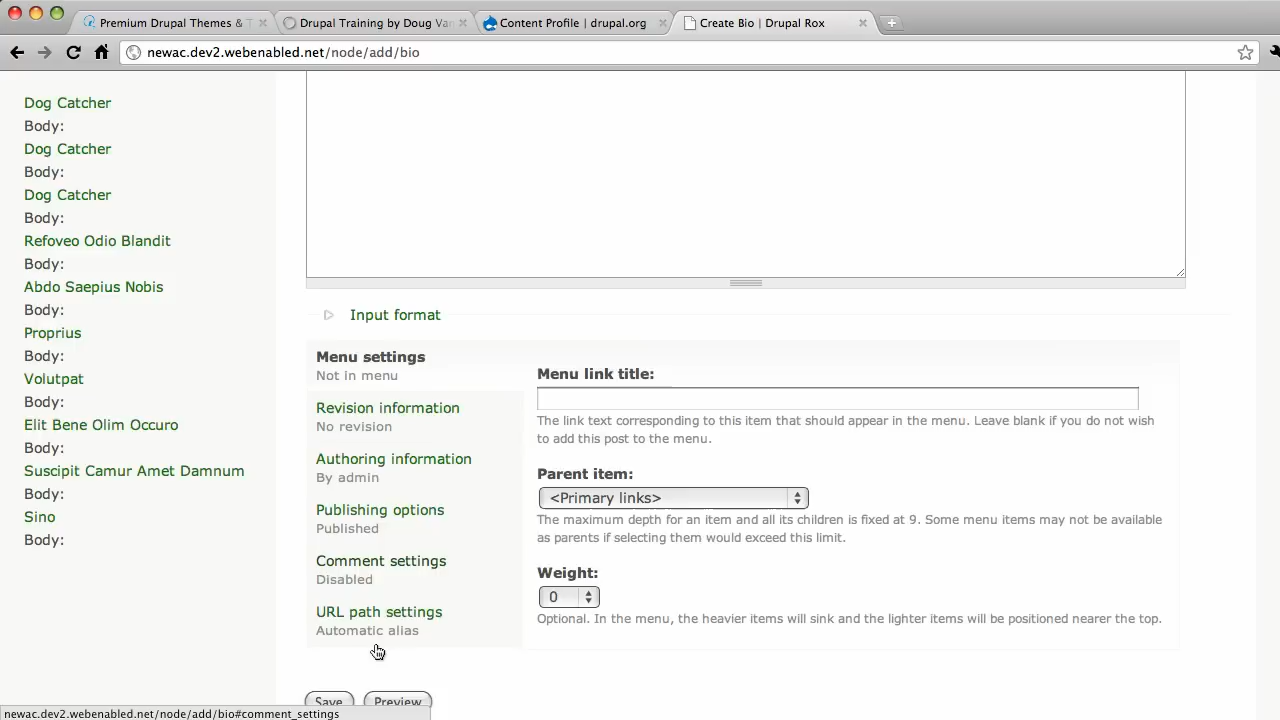 Premium Drupal Themes & T
Drupal Training by Doug Van
Content Profile | drupal.org
Create Bio | Drupal Rox
newac.dev2.webenabled.net/node/add/bio
Dog Catcher
Body:
Dog Catcher
Body:
Dog Catcher
Body:
Refoveo Odio Blandit
Body:
Abdo Saepius Nobis
Body:
Proprius
Body:
Volutpat
Body:
Elit Bene Olim Occuro
Body:
Suscipit Camur Amet Damnum
Body:
Sino
Body:
Input format
Menu settings
Not in menu
Revision information
No revision
Authoring information
By admin
Publishing options
Published
Comment settings
Disabled
URL path settings
Automatic alias
Menu link title:
The link text corresponding to this item that should appear in the menu. Leave blank if you do not wish
to add this post to the menu.
Parent item:
<Primary links>
The maximum depth for an item and all its children is fixed at 9. Some menu items may not be available
as parents if selecting them would exceed this limit.
Weight:
0
Optional. In the menu, the heavier items will sink and the lighter items will be positioned nearer the top.
Save
Preview
newac.dev2.webenabled.net/node/add/bio#comment_settings